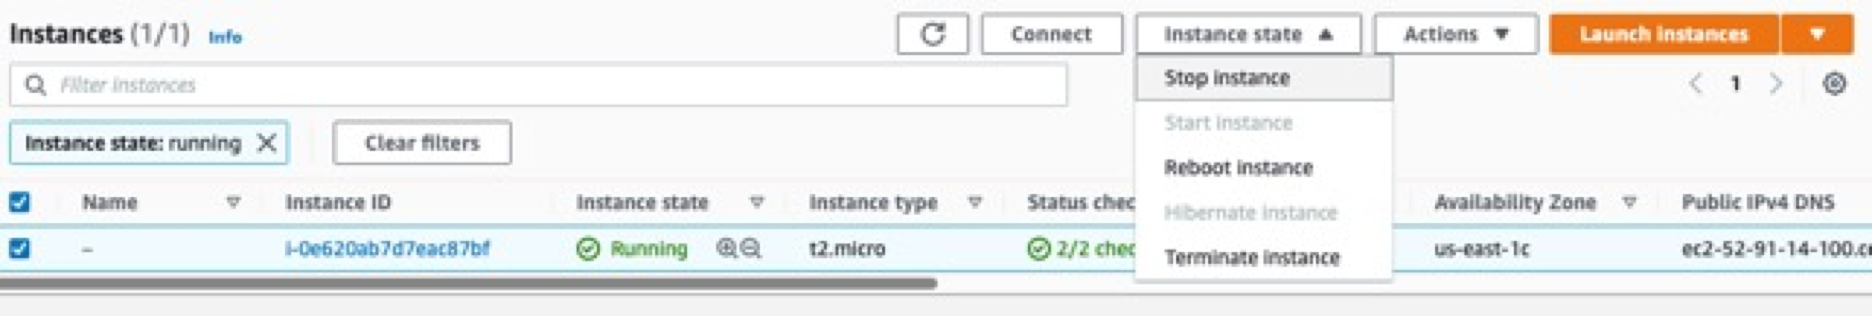 Instances (1/1) Info Connect Instance state Actions Launch instances
Filter instances
Stop instance
1
Start instance
Instance state: running Clear filters
Reboot instance
Name Instance ID Instance state Instance type Status chec Availability Zone Public IPv4 DNS
Hibernate instance
– i-0e620ab7d7eac87bf Running t2.micro 2/2 chec us-east-1c ec2-52-91-14-100.c
Terminate instance